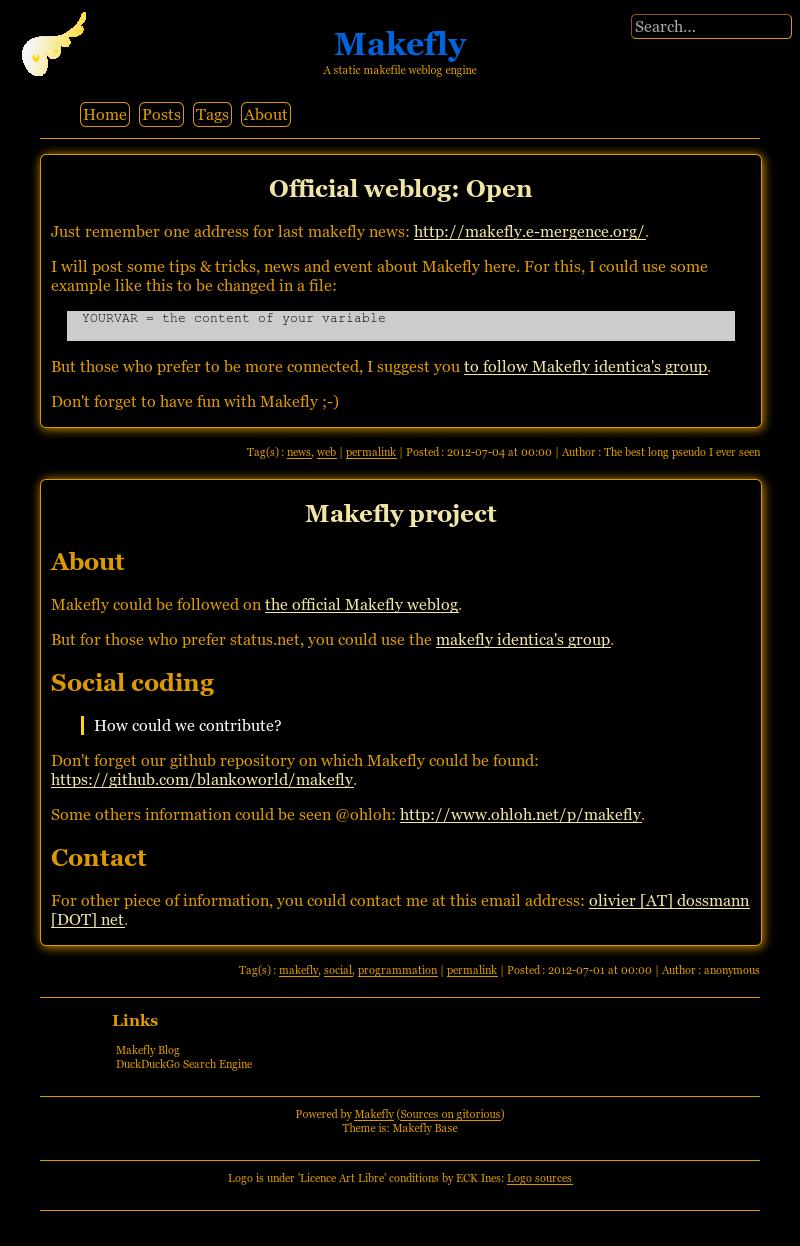 Search...
Makefly
A static makefile weblog engine
Home Posts Tags About
Official weblog: Open
Just remember one address for last makefly news: http://makefly.e-mergence.org/.
I will post some tips & tricks, news and event about Makefly here. For this, I could use some
example like this to be changed in a file:
YOURVAR = the content of your variable
But those who prefer to be more connected, I suggest you to follow Makefly identica's group.
Don't forget to have fun with Makefly ;-)
Tag(s) : news, web | permalink | Posted : 2012-07-04 at 00:00 | Author : The best long pseudo I ever seen
Makefly project
About
Makefly could be followed on the official Makefly weblog.
But for those who prefer status.net, you could use the makefly identica's group.
Social coding
How could we contribute?
Don't forget our github repository on which Makefly could be found:
https://github.com/blankoworld/makefly.
Some others information could be seen @ohloh: http://www.ohloh.net/p/makefly.
Contact
For other piece of information, you could contact me at this email address: olivier [AT] dossmann
[DOT] net.
Tag(s) : makefly, social, programmation | permalink | Posted : 2012-07-01 at 00:00 | Author : anonymous
Links
Makefly Blog
DuckDuckGo Search Engine
Powered by Makefly (Sources on gitorious)
Theme is: Makefly Base
Logo is under 'Licence Art Libre' conditions by ECK Ines: Logo sources